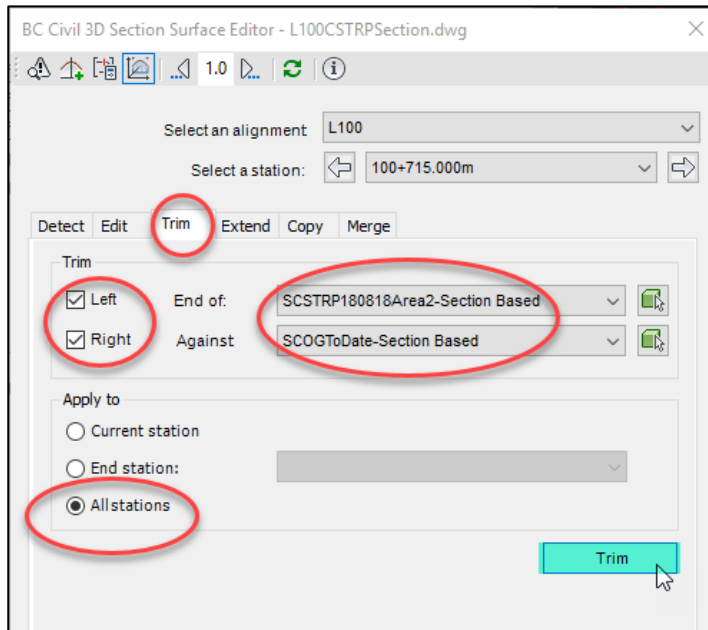 BC Civil 3D Section Surface Editor - L100CSTRPSection.dwg
1.0
Select an alignment L100
Select a station: 100+715.000m
Detect Edit Trim Extend Copy Merge
Trim
Left End of: SCSTRP180818Area2-Section Based
Right Against SCOGToDate-Section Based
Apply to
Current station
End station:
All stations
Trim